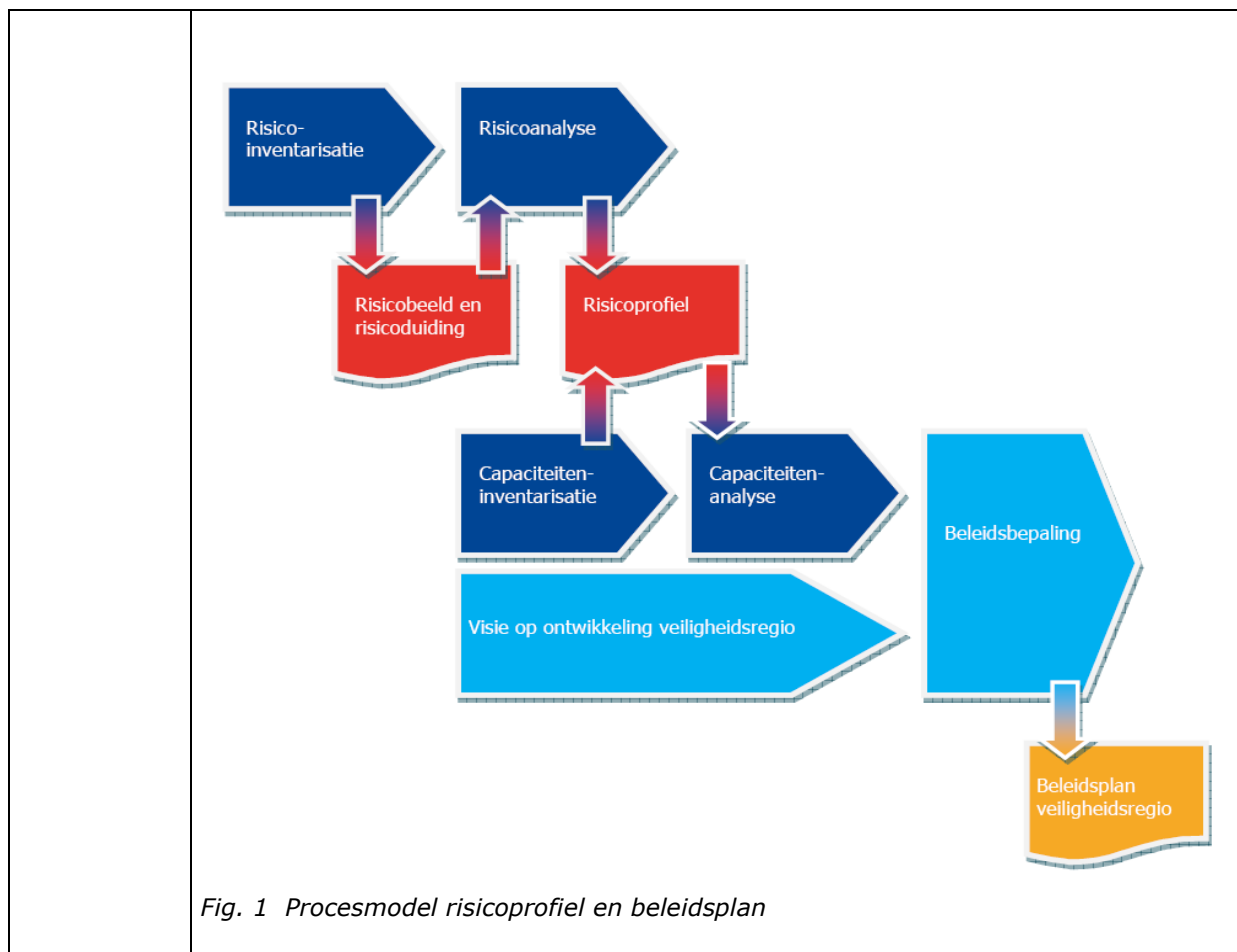 Risico-
inventarisatie
Risicoanalyse
Risicobeeld en
risicoduiding
Risicoprofiel
Capaciteiten-
inventarisatie
Capaciteiten-
analyse
Beleidsbepaling
Visie op ontwikkeling veiligheidsregio
Beleidsplan
veiligheidsregio
Fig. 1 Procesmodel risicoprofiel en beleidsplan